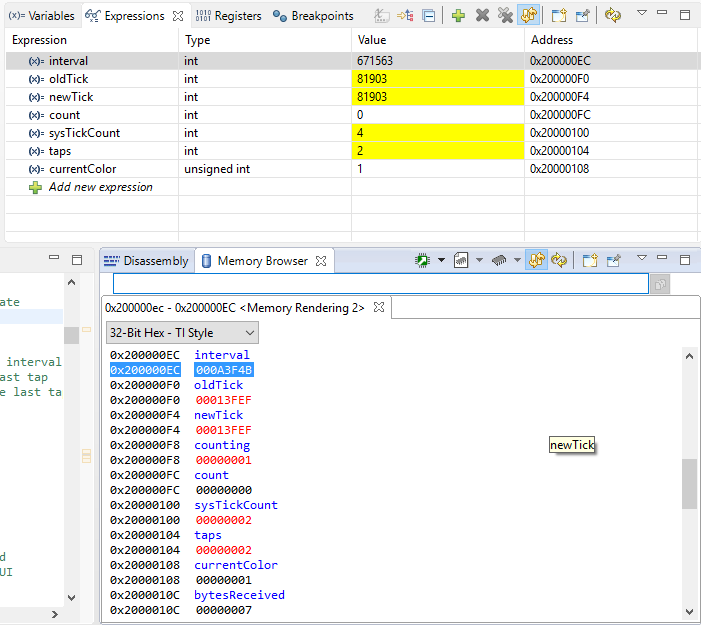 (x)= Variables Expressions Registers Breakpoints
Expression Type Value Address
(x)= interval int 671563 0x200000EC
(x)= oldTick int 81903 0x200000F0
(x)= newTick int 81903 0x200000F4
(x)= count int 0 0x200000FC
(x)= sysTickCount int 4 0x20000100
(x)= taps int 2 0x20000104
(x)= currentColor unsigned int 1 0x20000108
Add new expression
Disassembly Memory Browser
ate
interval
ast tap
e last ta
d
UI
0x200000ec - 0x200000EC <Memory Rendering 2>
32-Bit Hex - TI Style
0x200000EC interval
0x200000EC 000A3F4B
0x200000F0 oldTick
0x200000F0 00013FEF
0x200000F4 newTick
0x200000F4 00013FEF
0x200000F8 counting
0x200000F8 00000001
0x200000FC count
0x200000FC 00000000
0x20000100 sysTickCount
0x20000100 00000002
0x20000104 taps
0x20000104 00000002
0x20000108 currentColor
0x20000108 00000001
0x2000010C bytesReceived
0x2000010C 00000007
newTick